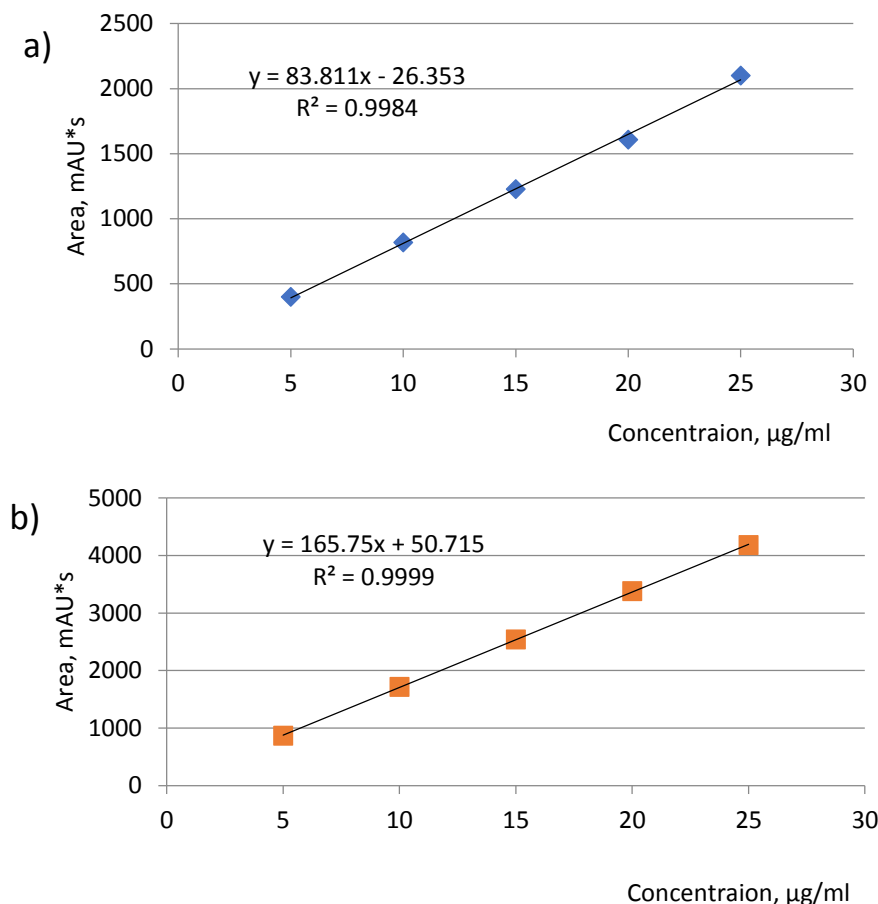 a)
2500
y = 83.811x - 26.353
R² = 0.9984
2000
1500
1000
500
0
Area, mAU*s
0 5 10 15 20 25 30
Concentraion, µg/ml
b)
5000
y = 165.75x + 50.715
R² = 0.9999
4000
3000
2000
1000
0
Area, mAU*s
0 5 10 15 20 25 30
Concentraion, µg/ml